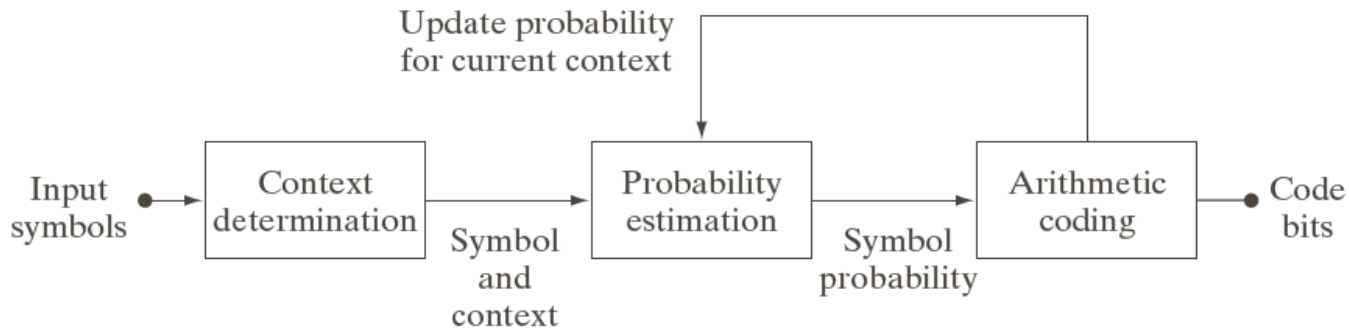 Update probability
for current context
Input
symbols
Context
determination
Symbol
and
context
Probability
estimation
Symbol
probability
Arithmetic
coding
Code
bits